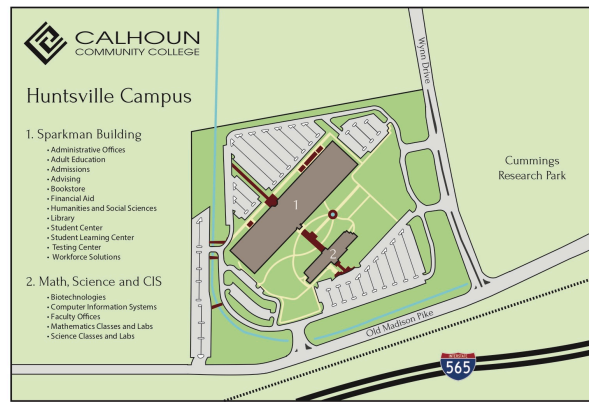 CALHOUN
COMMUNITY COLLEGE
Huntsville Campus
1. Sparkman Building
• Administrative Offices
• Adult Education
• Admissions
• Advising
• Bookstore
• Financial Aid
• Humanities and Social Sciences
• Library
• Student Center
• Student Learning Center
• Testing Center
• Workforce Solutions
2. Math, Science and CIS
• Biotechnologies
• Computer Information Systems
• Faculty Offices
• Mathematics Classes and Labs
• Science Classes and Labs
Wynn Drive
Cummings
Research Park
1
2
Old Madison Pike
INTERSTATE
565